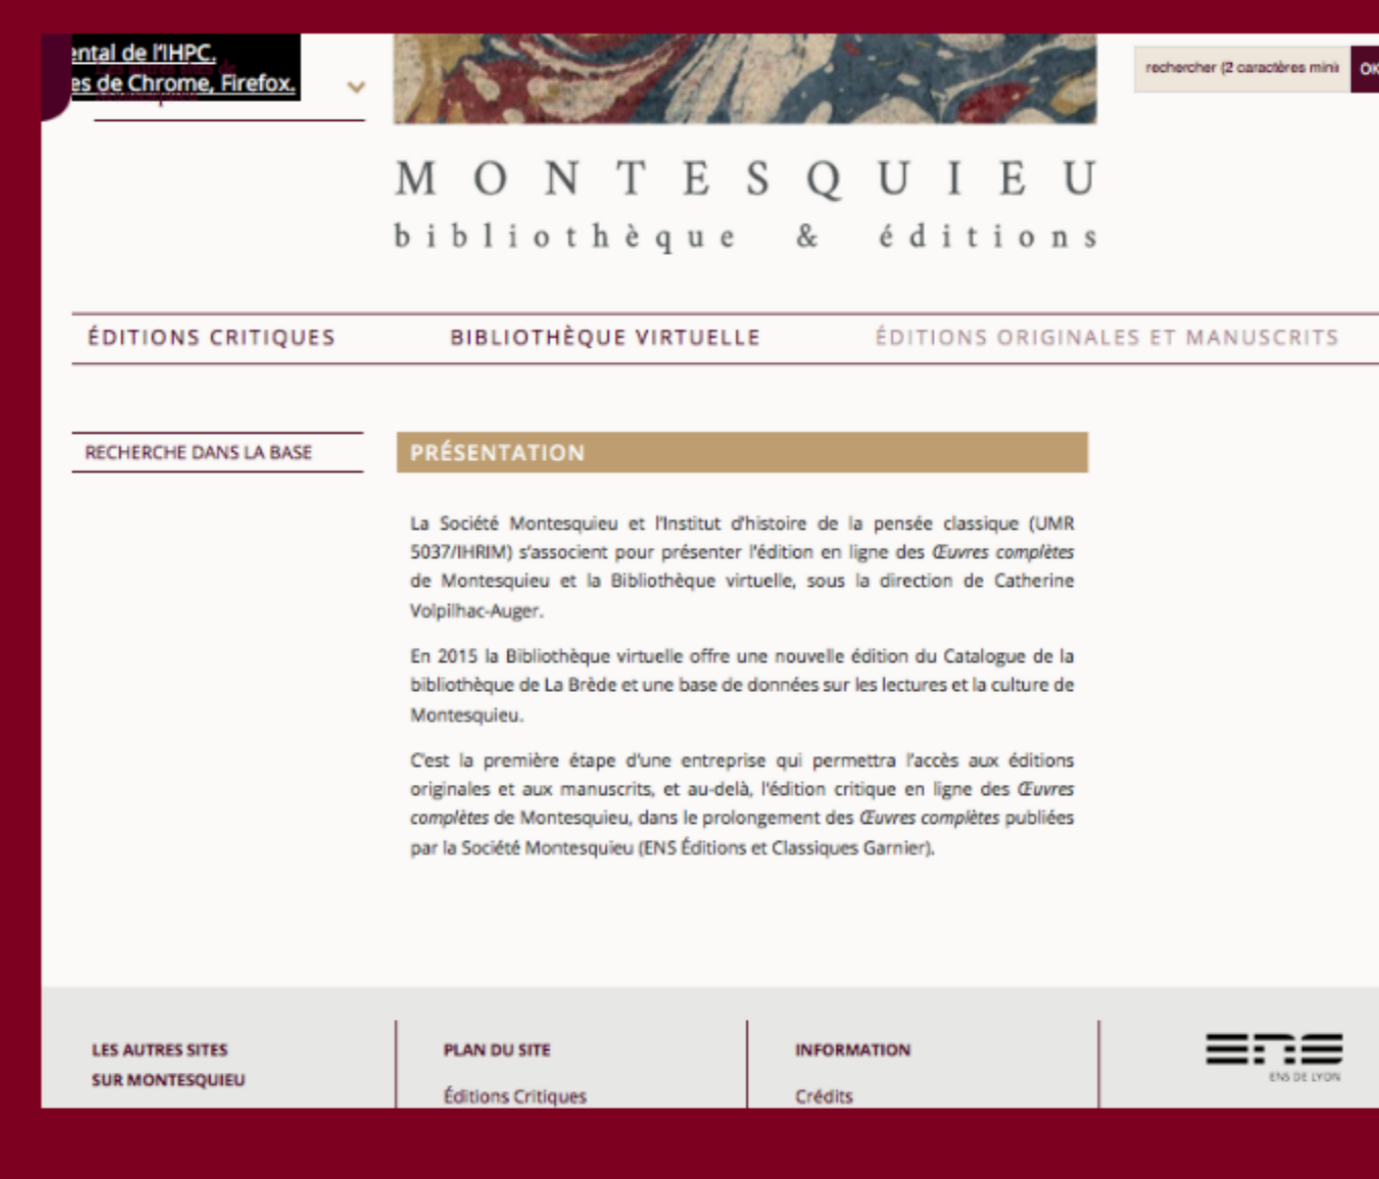 ental de l'IHPC.
es de Chrome, Firefox.
rechercher (2 caractères mini
OK
MONTESQUIEU
bibliothèque & éditions
ÉDITIONS CRITIQUES
BIBLIOTHÈQUE VIRTUELLE
ÉDITIONS ORIGINALES ET MANUSCRITS
RECHERCHE DANS LA BASE
PRÉSENTATION
La Société Montesquieu et l'Institut d'histoire de la pensée classique (UMR
5037/IHRIM) s'associent pour présenter l'édition en ligne des Œuvres complètes
de Montesquieu et la Bibliothèque virtuelle, sous la direction de Catherine
Volpilhac-Auger.
En 2015 la Bibliothèque virtuelle offre une nouvelle édition du Catalogue de la
bibliothèque de La Brède et une base de données sur les lectures et la culture de
Montesquieu.
C'est la première étape d'une entreprise qui permettra l'accès aux éditions
originales et aux manuscrits, et au-delà, l'édition critique en ligne des Œuvres
complètes de Montesquieu, dans le prolongement des Œuvres complètes publiées
par la Société Montesquieu (ENS Éditions et Classiques Garnier).
LES AUTRES SITES
SUR MONTESQUIEU
PLAN DU SITE
Éditions Critiques
INFORMATION
Crédits
ENS
ENS DE LYON